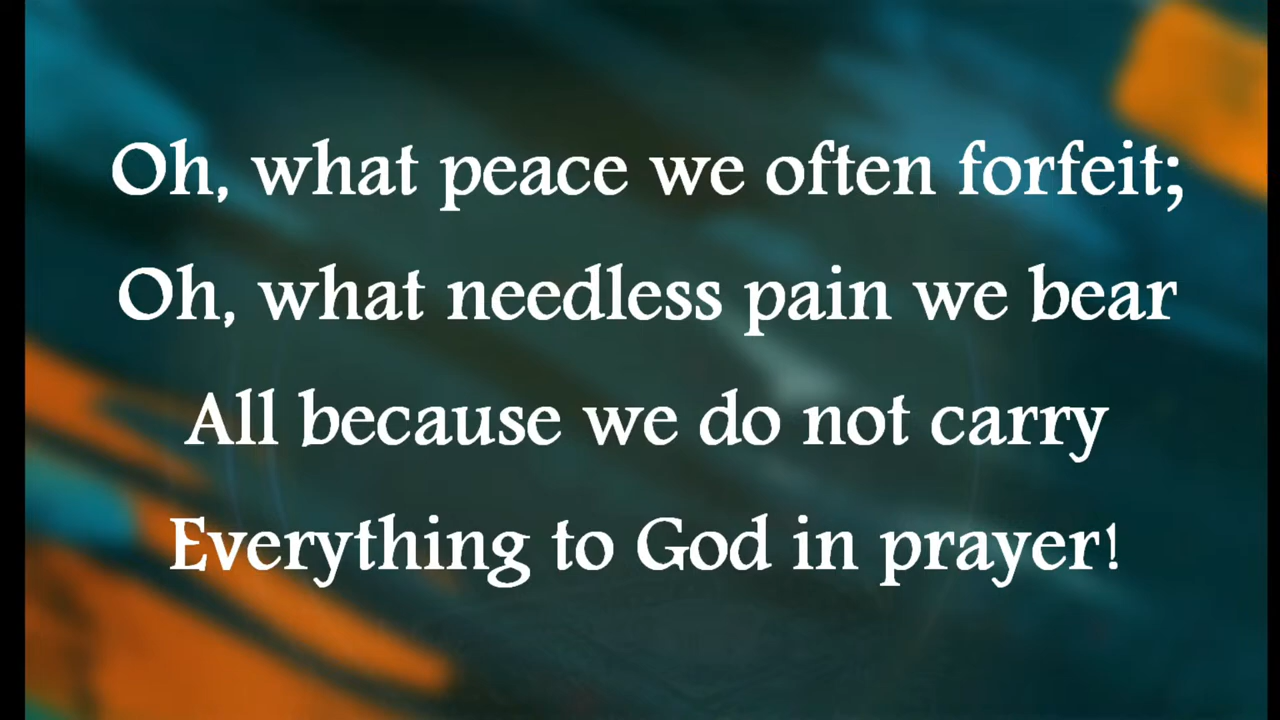 Oh, what peace we often forfeit;
Oh, what needless pain we bear
All because we do not carry
Everything to God in prayer!